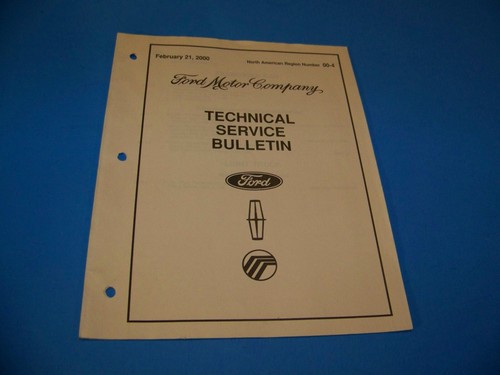 February 21, 2000
North American Region Number 00-4
Ford Motor Company,
TECHNICAL
SERVICE
BULLETIN
Ford